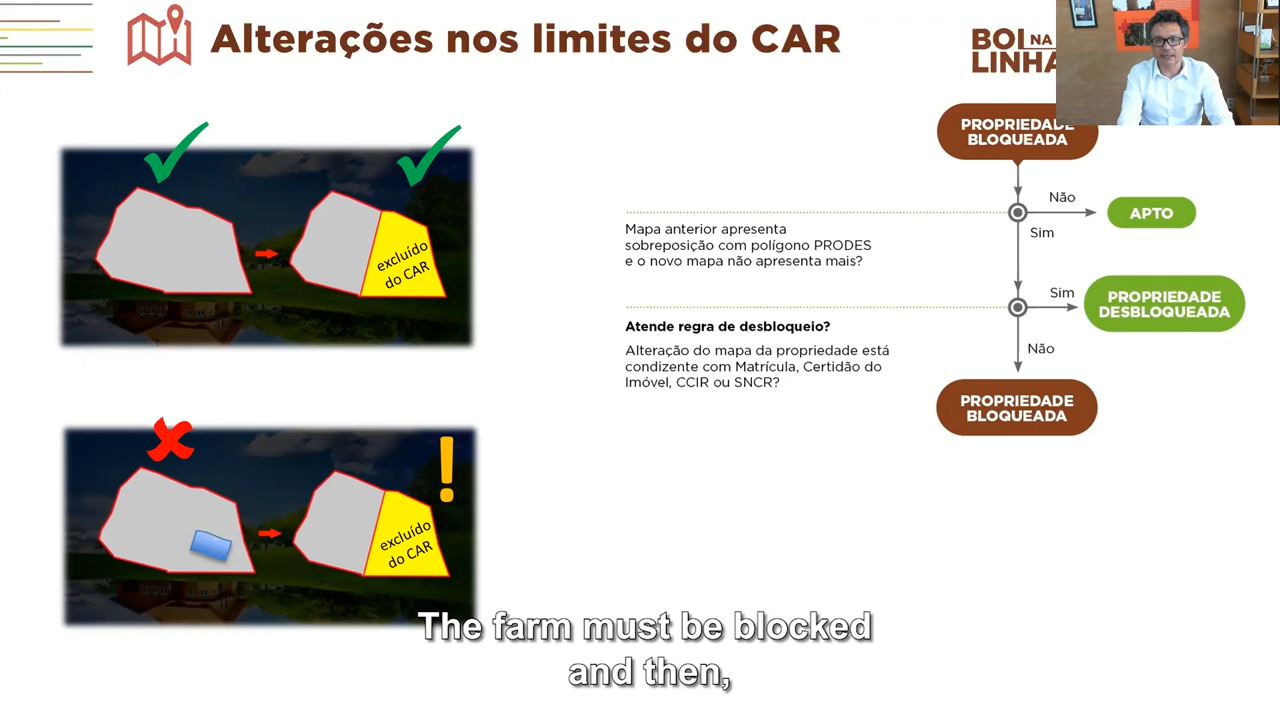 Alterações nos limites do CAR
BOI NA
LINHA
PROPRIEDADE
BLOQUEADA
Não
APTO
Sim
Mapa anterior apresenta
sobreposição com polígono PRODES
e o novo mapa não apresenta mais?
excluído
do CAR
Sim
PROPRIEDADE
DESBLOQUEADA
Atende regra de desbloqueio?
Alteração do mapa da propriedade está
condizente com Matrícula, Certidão do
Imóvel, CCIR ou SNCR?
Não
PROPRIEDADE
BLOQUEADA
excluído
do CAR
The farm must be blocked
and then,